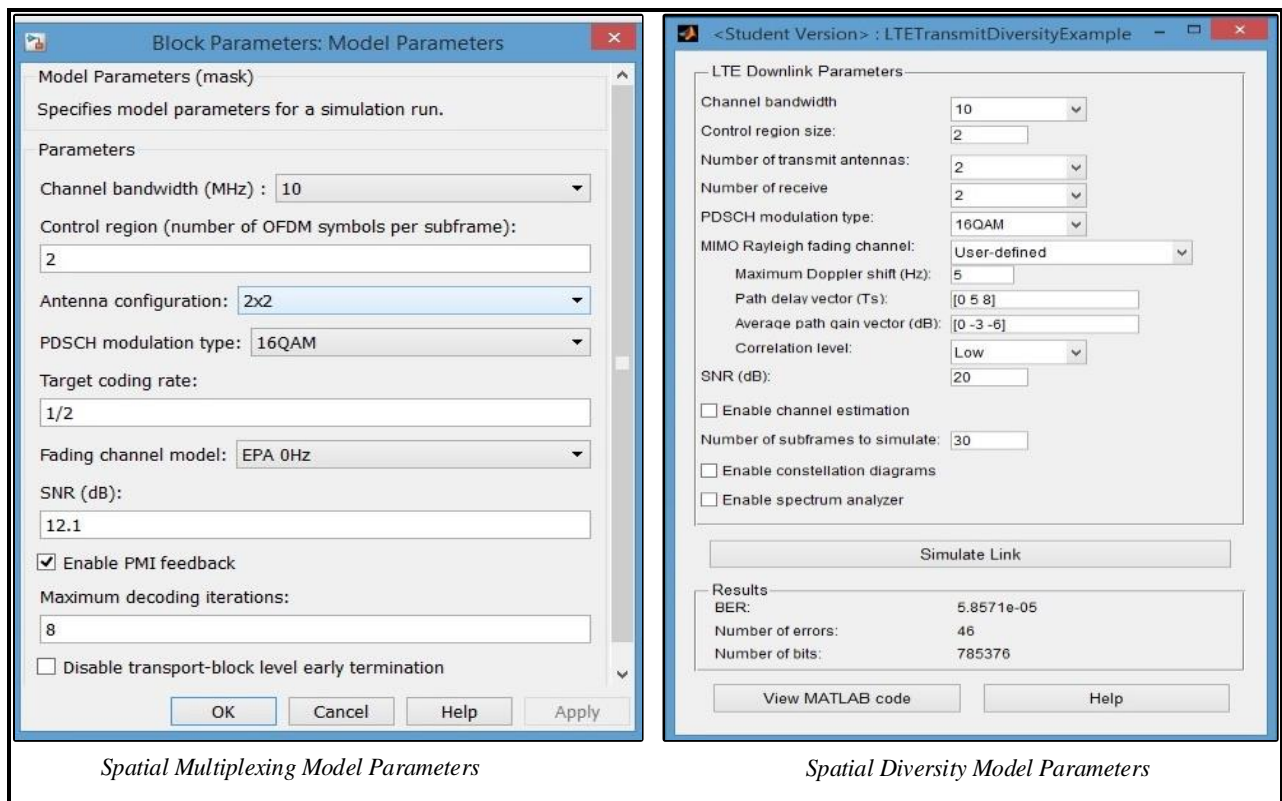 Block Parameters: Model Parameters
Model Parameters (mask)
Specifies model parameters for a simulation run.
Parameters
Channel bandwidth (MHz) : 10
Control region (number of OFDM symbols per subframe):
2
Antenna configuration: 2x2
PDSCH modulation type: 16QAM
Target coding rate:
1/2
Fading channel model: EPA 0Hz
SNR (dB):
12.1
Enable PMI feedback
Maximum decoding iterations:
8
Disable transport-block level early termination
OK Cancel Help Apply
Spatial Multiplexing Model Parameters
<Student Version> : LTETransmitDiversityExample
LTE Downlink Parameters
Channel bandwidth 10
Control region size: 2
Number of transmit antennas: 2
Number of receive 2
PDSCH modulation type: 16QAM
MIMO Rayleigh fading channel: User-defined
Maximum Doppler shift (Hz): 5
Path delay vector (Ts): [0 5 8]
Average path gain vector (dB): [0 -3 -6]
Correlation level: Low
SNR (dB): 20
Enable channel estimation
Number of subframes to simulate: 30
Enable constellation diagrams
Enable spectrum analyzer
Simulate Link
Results
BER: 5.8571e-05
Number of errors: 46
Number of bits: 785376
View MATLAB code Help
Spatial Diversity Model Parameters